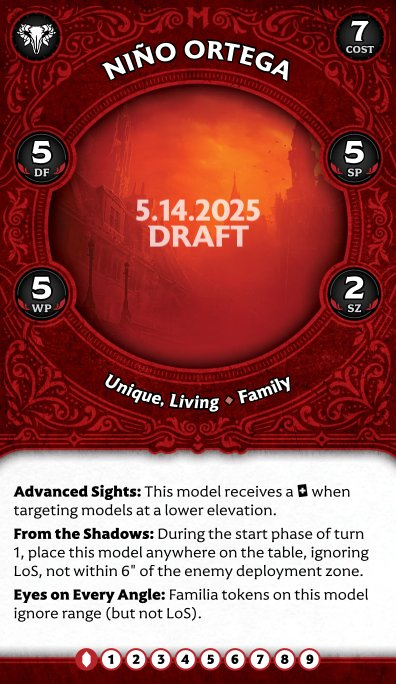 7
COST
NIÑO ORTEGA
5
DF
5
SP
5.14.2025
DRAFT
5
WP
2
SZ
Unique, Living • Family
Advanced Sights: This model receives a when
targeting models at a lower elevation.
From the Shadows: During the start phase of turn
1, place this model anywhere on the table, ignoring
LoS, not within 6" of the enemy deployment zone.
Eyes on Every Angle: Familia tokens on this model
ignore range (but not LoS).
1 2 3 4 5 6 7 8 9